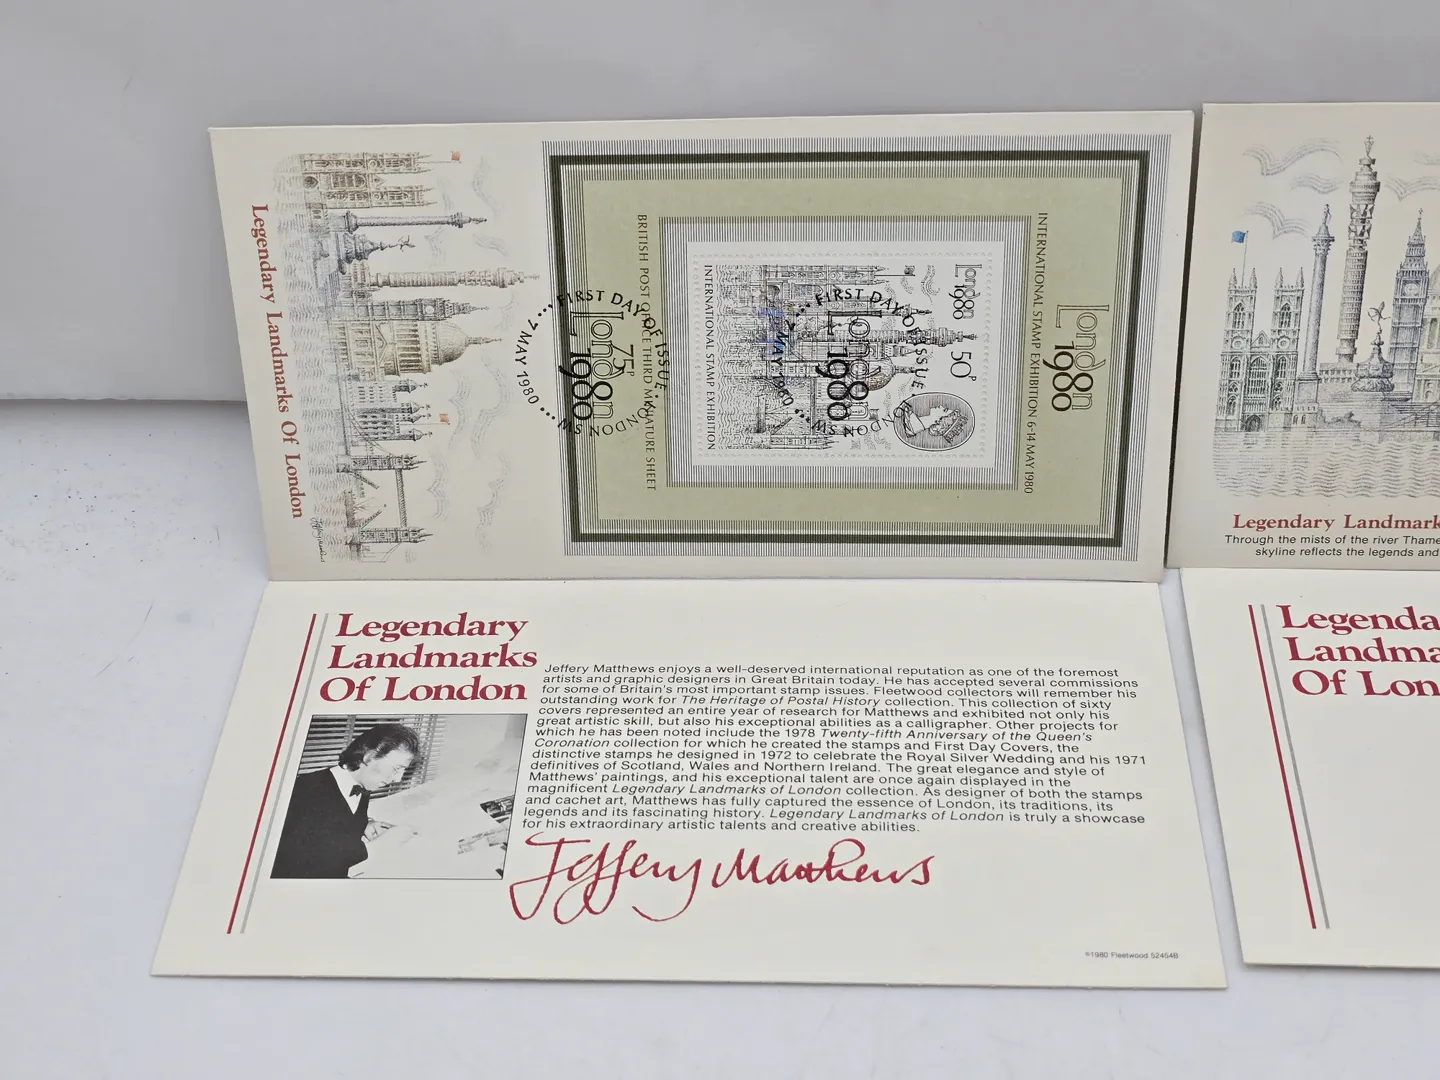 Legendary Landmarks Of London
Jeffery Matthews
FIRST DAY OF ISSUE
7 MAY 1980
LONDON SW
London
1980
75P
BRITISH POST OFFICE THIRD MINIATURE SHEET
INTERNATIONAL STAMP EXHIBITION
FIRST DAY OF ISSUE
7 MAY 1980
LONDON SW
London
1980
London
1980
50P
INTERNATIONAL STAMP EXHIBITION 6-14 MAY 1980
London
1980
Legendary Landmark
Through the mists of the river Thame
skyline reflects the legends and
Legendary
Landmarks
Of London
Jeffery Matthews enjoys a well-deserved international reputation as one of the foremost
artists and graphic designers in Great Britain today. He has accepted several commissions
for some of Britain's most important stamp issues. Fleetwood collectors will remember his
outstanding work for The Heritage of Postal History collection. This collection of sixty
covers represented an entire year of research for Matthews and exhibited not only his
great artistic skill, but also his exceptional abilities as a calligrapher. Other projects for
which he has been noted include the 1978 Twenty-fifth Anniversary of the Queen's
Coronation collection for which he created the stamps and First Day Covers, the
distinctive stamps he designed in 1972 to celebrate the Royal Silver Wedding and his 1971
definitives of Scotland, Wales and Northern Ireland. The great elegance and style of
Matthews' paintings, and his exceptional talent are once again displayed in the
magnificent Legendary Landmarks of London collection. As designer of both the stamps
and cachet art, Matthews has fully captured the essence of London, its traditions, its
legends and its fascinating history. Legendary Landmarks of London is truly a showcase
for his extraordinary artistic talents and creative abilities.
Jeffery Matthews
©1980 Fleetwood 52454B
Legenda
Landma
Of Lon